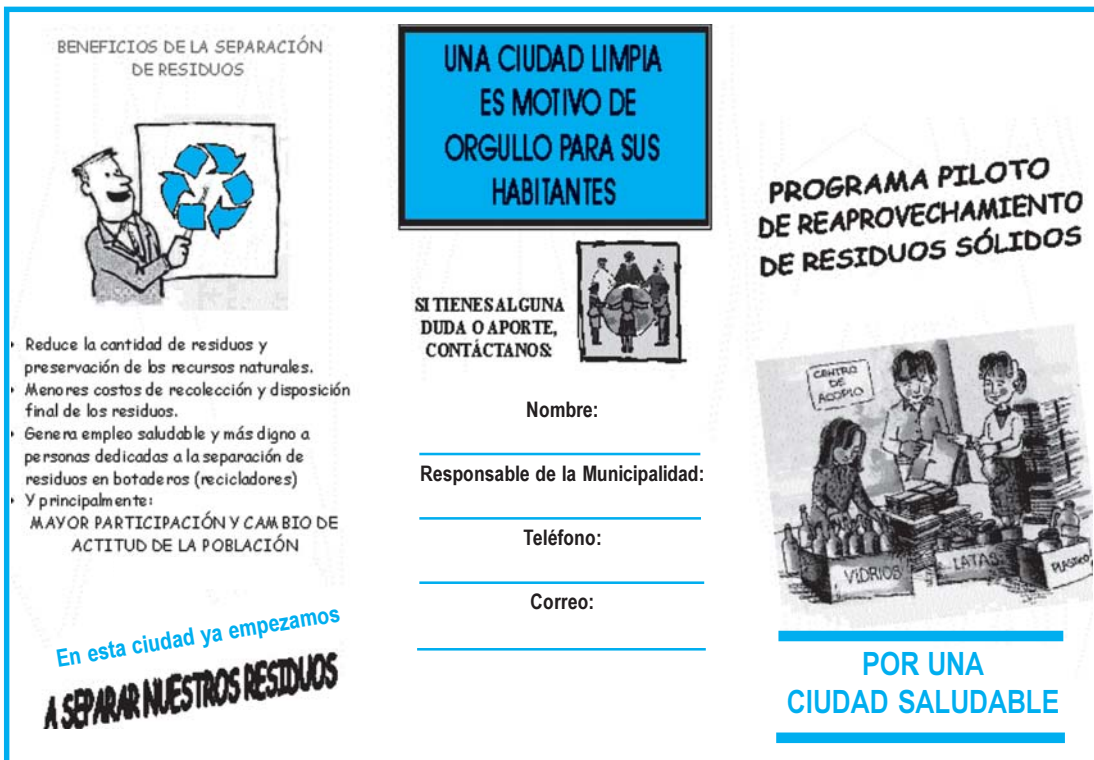 BENEFICIOS DE LA SEPARACIÓN
DE RESIDUOS
• Reduce la cantidad de residuos y
preservación de los recursos naturales.
• Menores costos de recolección y disposición
final de los residuos.
• Genera empleo saludable y más digno a
personas dedicadas a la separación de
residuos en botaderos (recicladores)
• Y principalmente:
MAYOR PARTICIPACIÓN Y CAMBIO DE
ACTITUD DE LA POBLACIÓN
En esta ciudad ya empezamos
A SEPARAR NUESTROS RESIDUOS
UNA CIUDAD LIMPIA
ES MOTIVO DE
ORGULLO PARA SUS
HABITANTES
SI TIENES ALGUNA
DUDA O APORTE,
CONTÁCTANOS:
Nombre:
Responsable de la Municipalidad:
Teléfono:
Correo:
PROGRAMA PILOTO
DE REAPROVECHAMIENTO
DE RESIDUOS SÓLIDOS
CENTRO
DE
ACOPIO
VIDRIOS
LATAS
PLASTICO
POR UNA
CIUDAD SALUDABLE